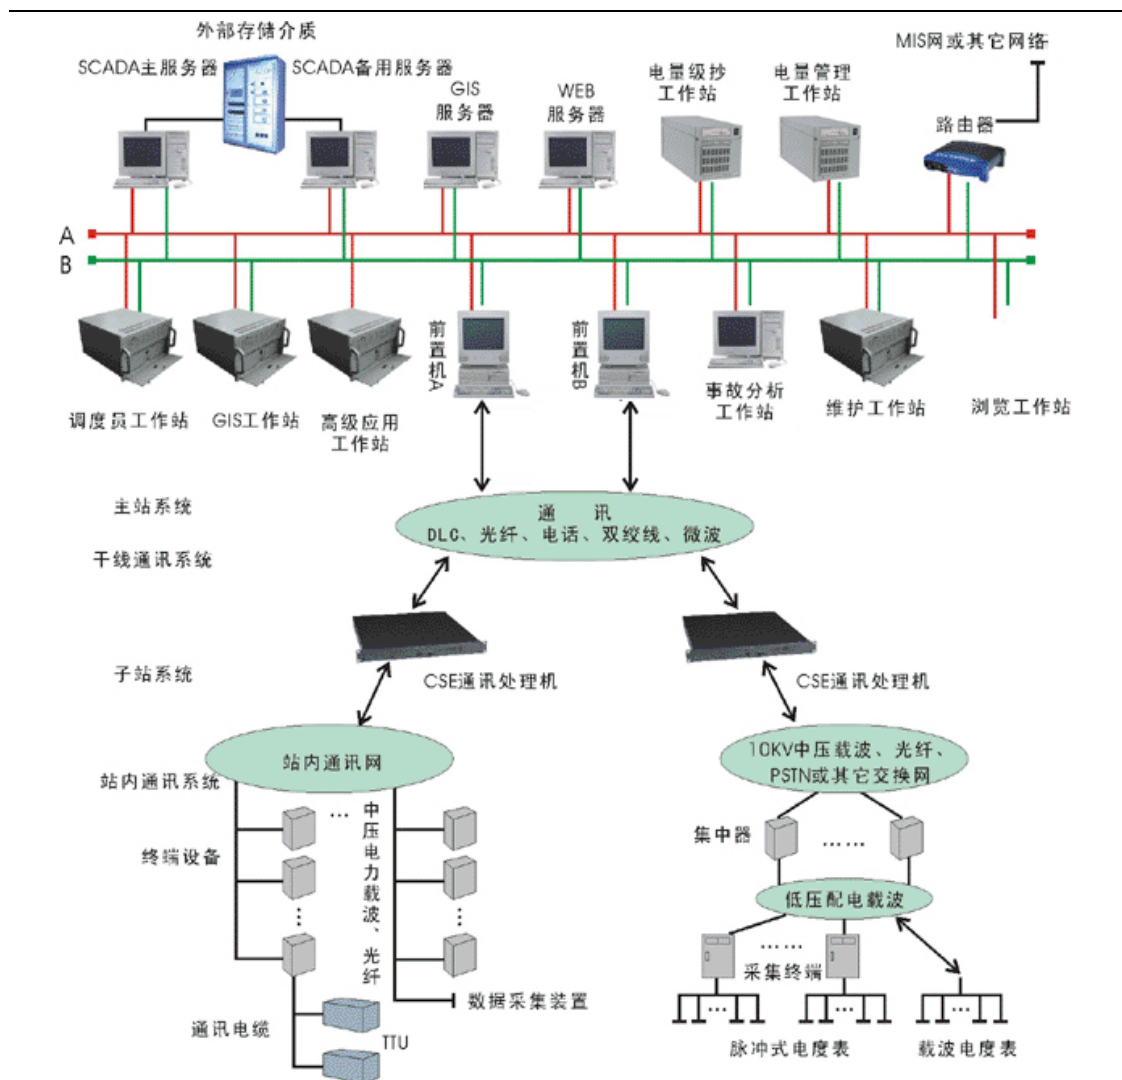 外部存储介质
SCADA主服务器
SCADA备用服务器
GIS
服务器
WEB
服务器
电量级抄
工作站
电量管理
工作站
MIS网或其它网络
路由器
A
B
前置机A
前置机B
调度员工作站
GIS工作站
高级应用
工作站
事故分析
工作站
维护工作站
浏览工作站
主站系统
通 讯
DLC、光纤、电话、双绞线、微波
干线通讯系统
子站系统
CSE通讯处理机
CSE通讯处理机
站内通讯网
10KV中压载波、光纤、
PSTN或其它交换网
站内通讯系统
...
中压电力载波、光纤
集中器
... ...
终端设备
...
...
低压配电载波
... ...
采集终端
数据采集装置
...
...
...
通讯电缆
TTU
脉冲式电度表
载波电度表